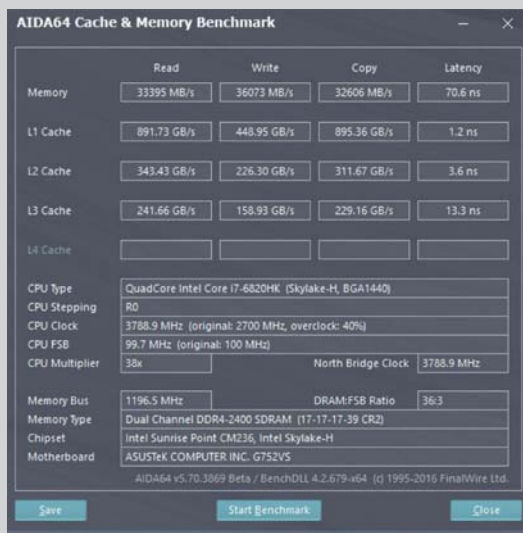 AIDA64 Cache & Memory Benchmark
Read Write Copy Latency
Memory 33395 MB/s 36073 MB/s 32606 MB/s 70.6 ns
L1 Cache 891.73 GB/s 448.95 GB/s 895.36 GB/s 1.2 ns
L2 Cache 343.43 GB/s 226.30 GB/s 311.67 GB/s 3.6 ns
L3 Cache 241.66 GB/s 158.93 GB/s 229.16 GB/s 13.3 ns
L4 Cache
CPU Type QuadCore Intel Core i7-6820HK (Skylake-H, BGA1440)
CPU Stepping R0
CPU Clock 3788.9 MHz (original: 2700 MHz, overclock: 40%)
CPU FSB 99.7 MHz (original: 100 MHz)
CPU Multiplier 38x North Bridge Clock 3788.9 MHz
Memory Bus 1196.5 MHz DRAM:FSB Ratio 36:3
Memory Type Dual Channel DDR4-2400 SDRAM (17-17-17-39 CR2)
Chipset Intel Sunrise Point CM236, Intel Skylake-H
Motherboard ASUSTeK COMPUTER INC. G752VS
AIDA64 v5.70.3869 Beta / BenchDLL 4.2.679-x64 (c) 1995-2016 FinalWire Ltd.
Save Start Benchmark Close